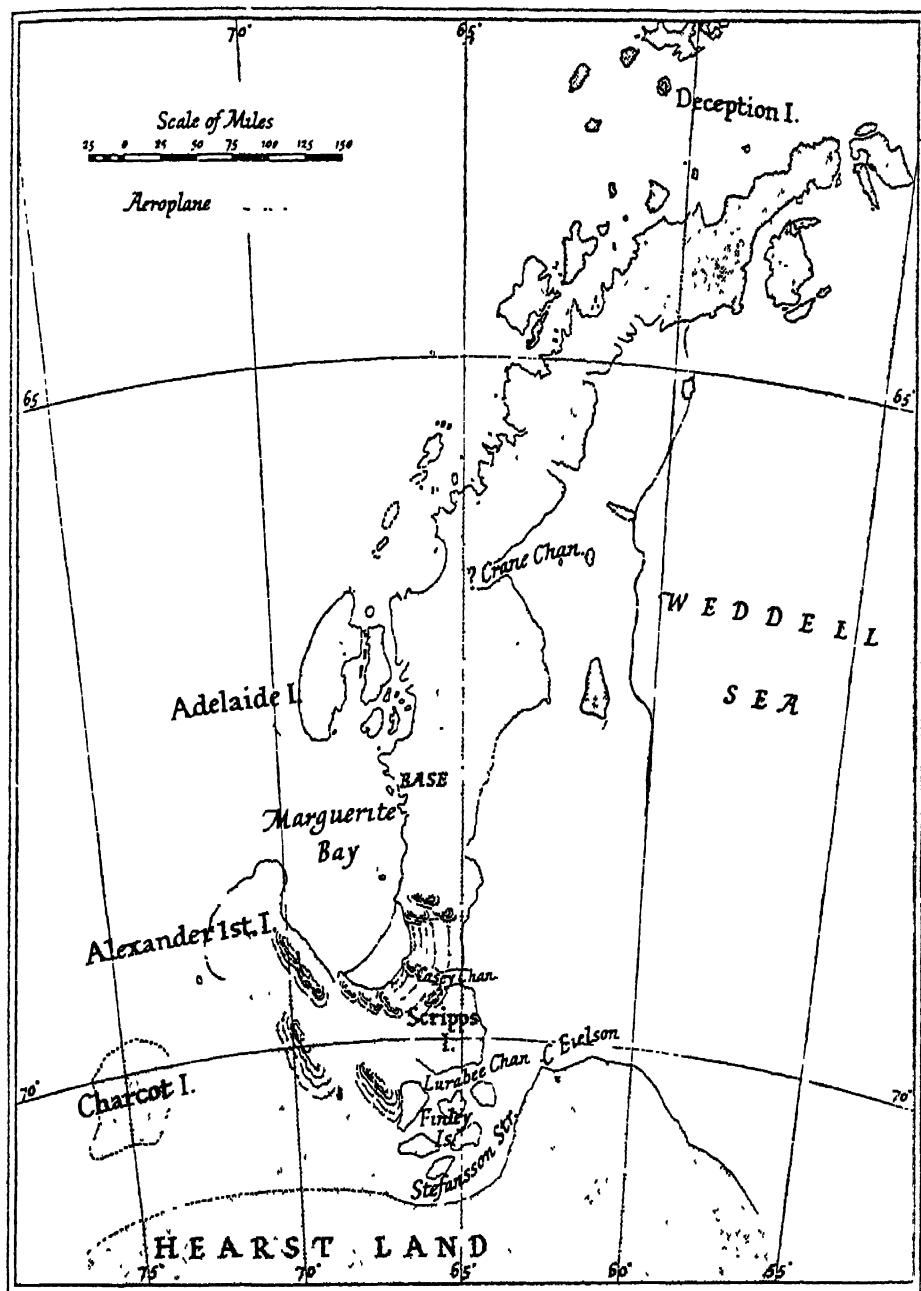 70°
65°
Scale of Miles
25 0 25 50 75 100 125 150
Aeroplane
Deception I.
65
65°
? Crane Chan.
WEDDELL
SEA
Adelaide I.
BASE
Marguerite
Bay
Alexander 1st. I.
Casey Chan.
Scripps
I.
C Eielson
Lurabee Chan
70°
Charcot I.
70°
Finley
Is.
Stefansson Str.
HEARST LAND
75°
70°
65°
60°
55°